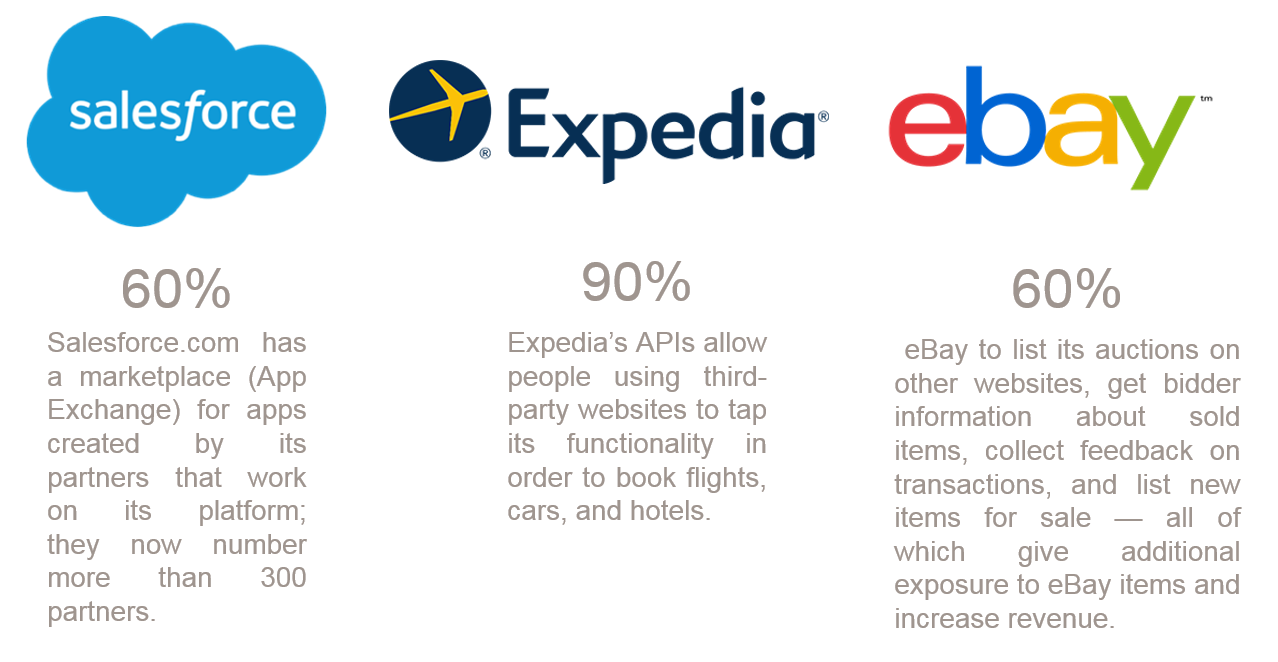 salesforce
Expedia®
®
ebay™
60%
Salesforce.com has
a marketplace (App
Exchange) for apps
created by its
partners that work
on its platform;
they now number
more than 300
partners.
90%
Expedia’s APIs allow
people using third-
party websites to tap
its functionality in
order to book flights,
cars, and hotels.
60%
eBay to list its auctions on
other websites, get bidder
information about sold
items, collect feedback on
transactions, and list new
items for sale — all of
which give additional
exposure to eBay items and
increase revenue.